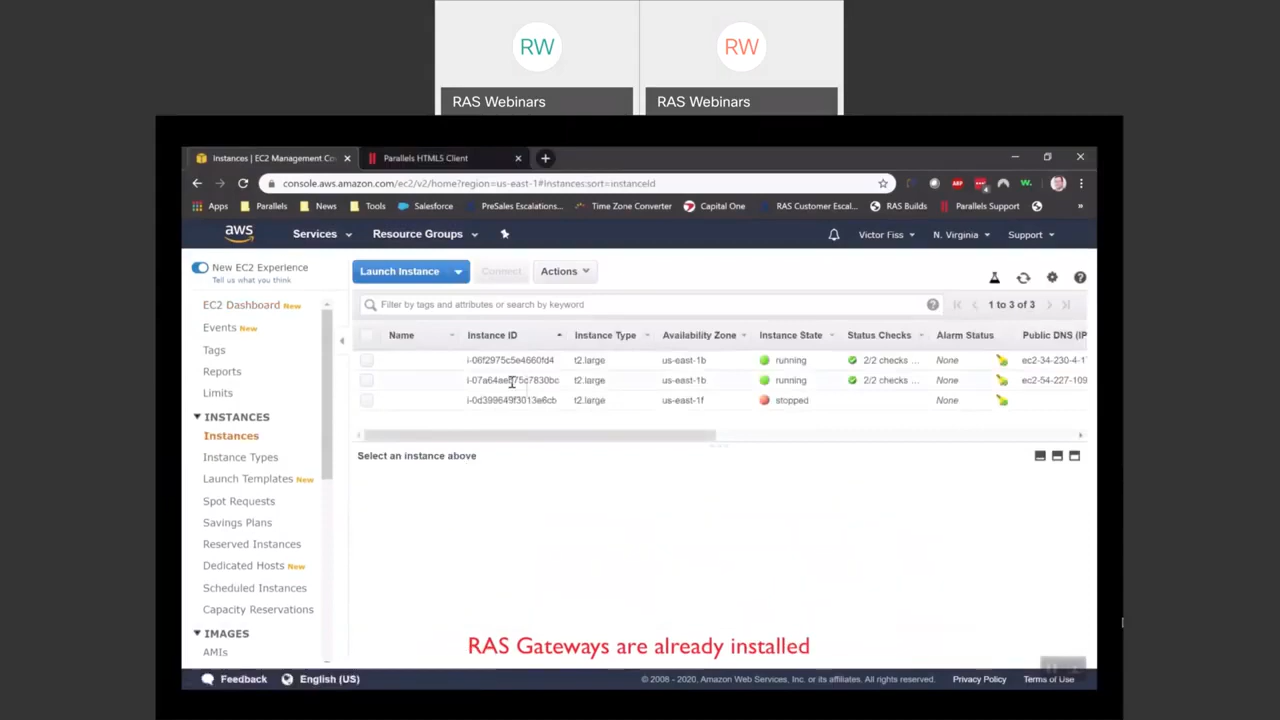 RW
RW
RAS Webinars
RAS Webinars
Instances | EC2 Management Co
Parallels HTML5 Client
console.aws.amazon.com/ec2/v2/home?region=us-east-1#Instances:sort=instanceId
Apps
Parallels
News
Tools
Salesforce
PreSales Escalations...
Time Zone Converter
Capital One
RAS Customer Escal...
RAS Builds
Parallels Support
aws
Services
Resource Groups
Victor Fiss
N. Virginia
Support
New EC2 Experience
Tell us what you think
Launch Instance
Connect
Actions
EC2 Dashboard New
Events New
Tags
Reports
Limits
INSTANCES
Instances
Instance Types
Launch Templates New
Spot Requests
Savings Plans
Reserved Instances
Dedicated Hosts New
Scheduled Instances
Capacity Reservations
IMAGES
AMIs
Filter by tags and attributes or search by keyword
1 to 3 of 3
Name Instance ID Instance Type Availability Zone Instance State Status Checks Alarm Status Public DNS (IP
i-06f2975c5e4660fd4 t2.large us-east-1b running 2/2 checks ... None ec2-34-230-4-1
t2.large us-east-1b running 2/2 checks ... None ec2-54-227-109
i-0d399649f3013e6cb t2.large us-east-1f stopped None
Select an instance above
RAS Gateways are already installed
Feedback
English (US)
© 2008 - 2020, Amazon Web Services, Inc. or its affiliates. All rights reserved.
Privacy Policy
Terms of Use